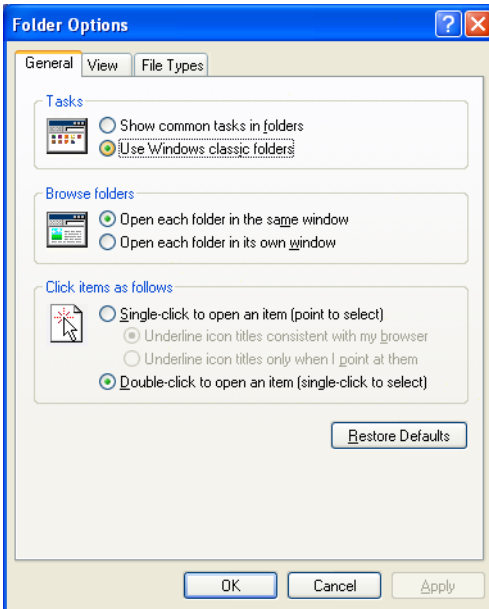 Folder Options
?
X
General View File Types
Tasks
Show common tasks in folders
Use Windows classic folders
Browse folders
Open each folder in the same window
Open each folder in its own window
Click items as follows
Single-click to open an item (point to select)
Underline icon titles consistent with my browser
Underline icon titles only when I point at them
Double-click to open an item (single-click to select)
Restore Defaults
OK Cancel Apply